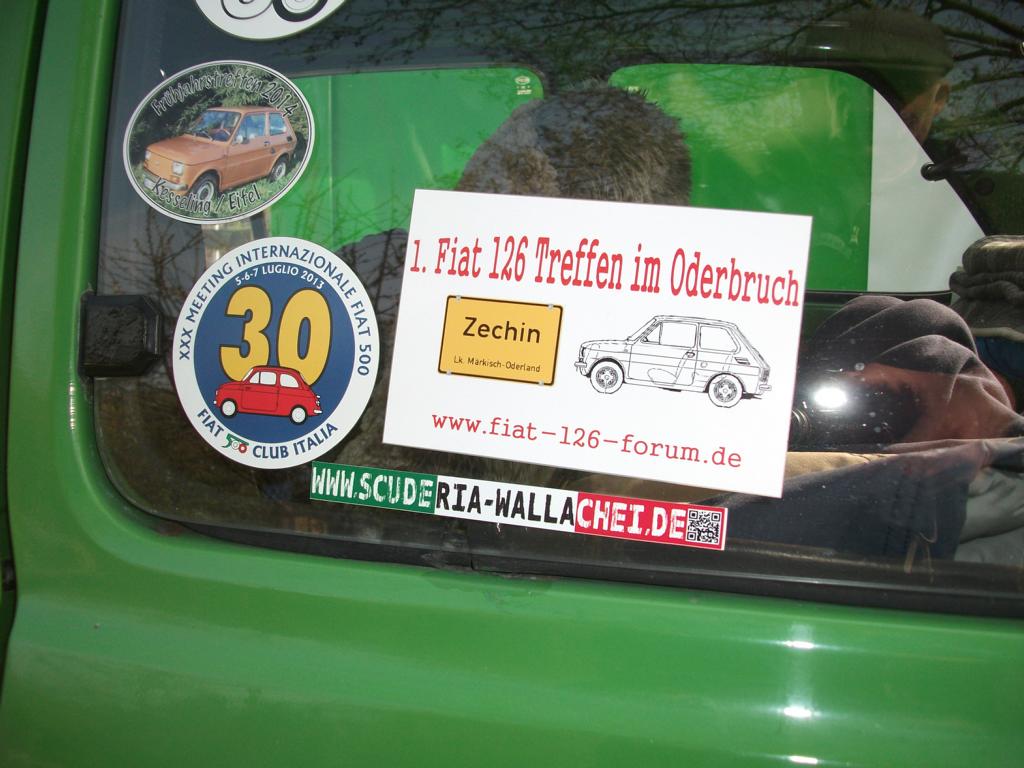 Frühjahrstreffen 2014
Kesseling / Eifel
XXX MEETING INTERNAZIONALE FIAT 500
5-6-7 LUGLIO 2013
30
FIAT 500 CLUB ITALIA
1. Fiat 126 Treffen im Oderbruch
Zechin
Lk. Märkisch-Oderland
www.fiat-126-forum.de
WWW.SCUDERIA-WALLACHEI.DE